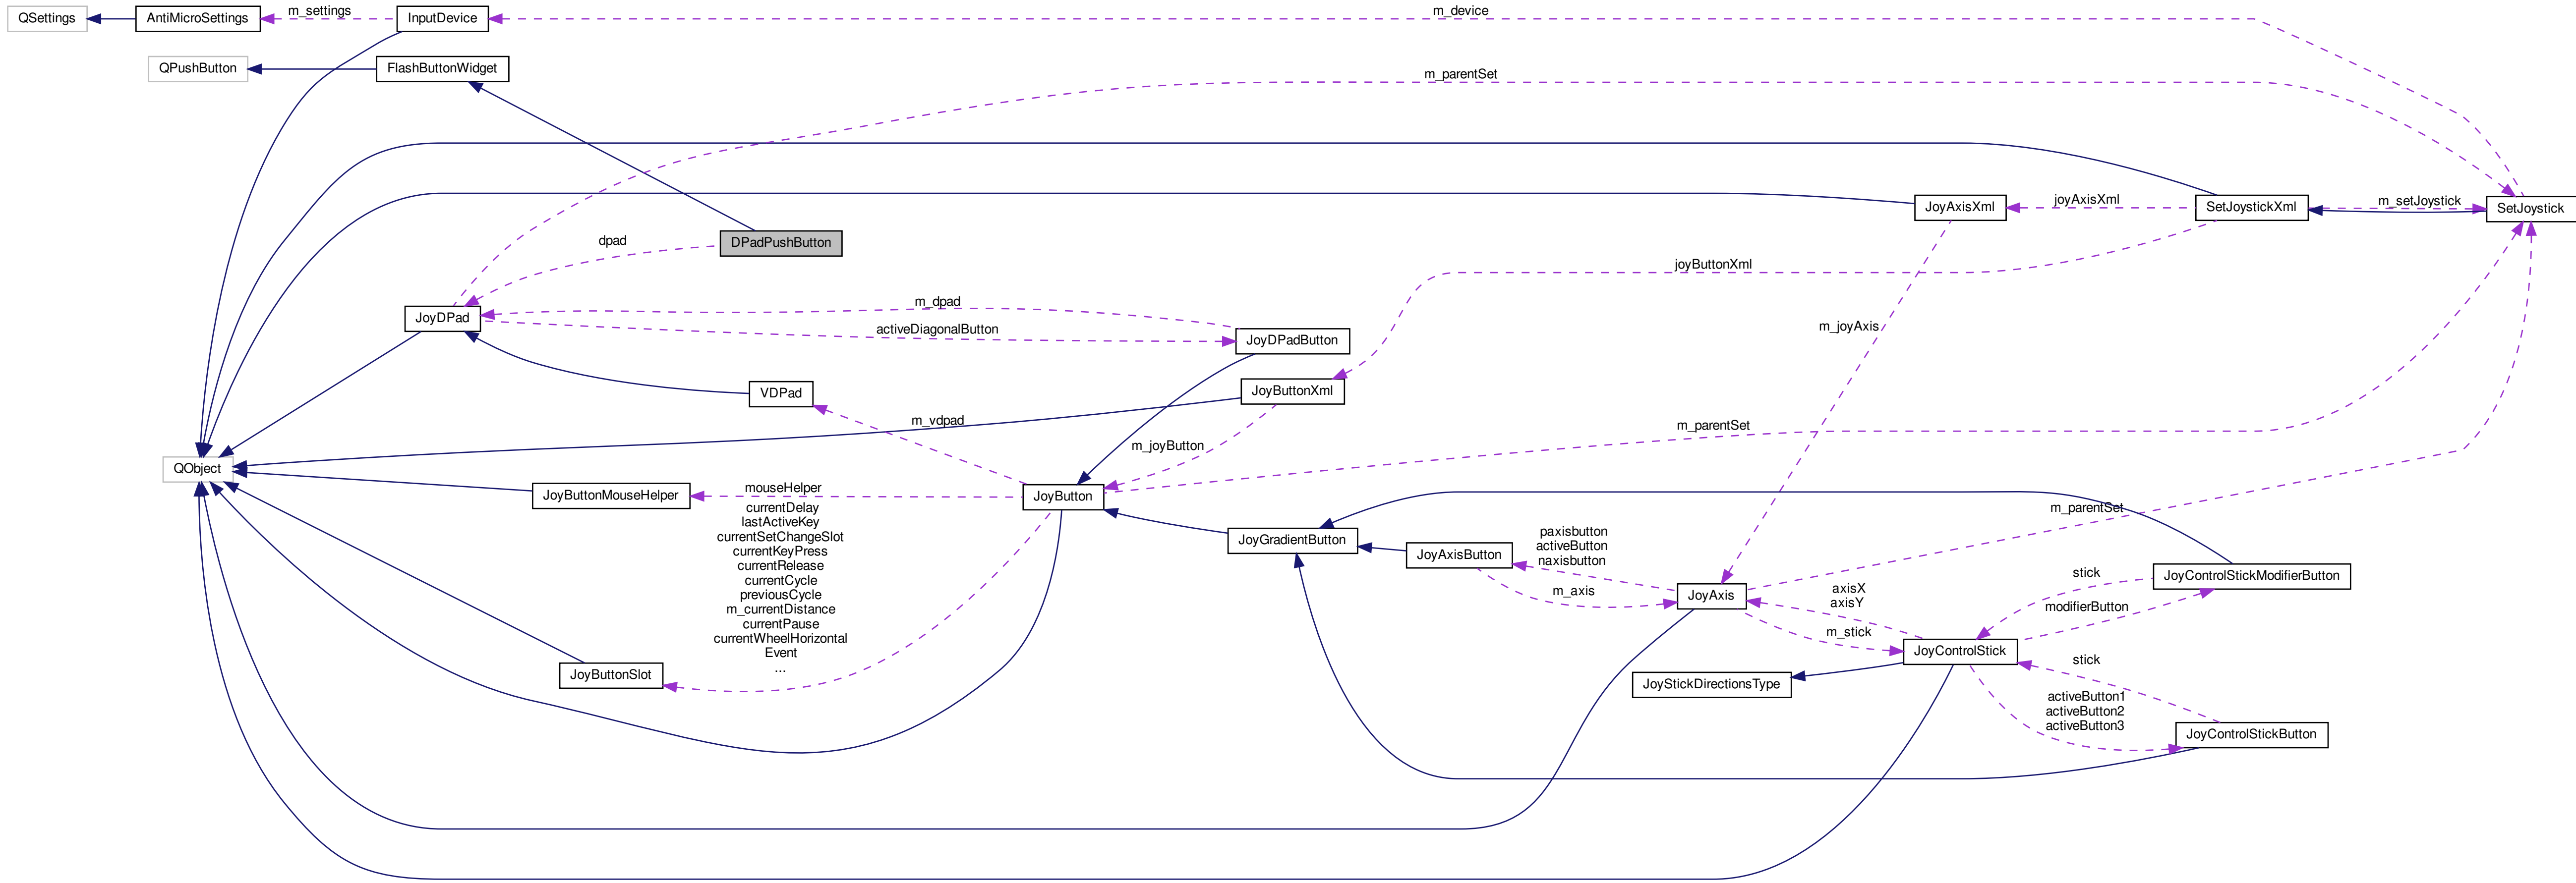 QSettings
AntiMicroSettings
m_settings
InputDevice
m_device
QPushButton
FlashButtonWidget
m_parentSet
JoyAxisXml
joyAxisXml
SetJoystickXml
m_setJoystick
SetJoystick
dpad
DPadPushButton
joyButtonXml
m_dpad
JoyDPad
activeDiagonalButton
JoyDPadButton
m_joyAxis
VDPad
JoyButtonXml
m_vdpad
m_parentSet
m_joyButton
QObject
JoyButtonMouseHelper
mouseHelper
JoyButton
currentDelay
lastActiveKey
currentSetChangeSlot
currentKeyPress
currentRelease
currentCycle
previousCycle
m_currentDistance
currentPause
currentWheelHorizontal
Event
...
m_parentSet
JoyGradientButton
JoyAxisButton
paxisbutton
activeButton
naxisbutton
m_axis
JoyAxis
axisX
axisY
m_stick
stick
JoyControlStickModifierButton
modifierButton
JoyControlStick
JoyButtonSlot
JoyStickDirectionsType
stick
activeButton1
activeButton2
activeButton3
JoyControlStickButton